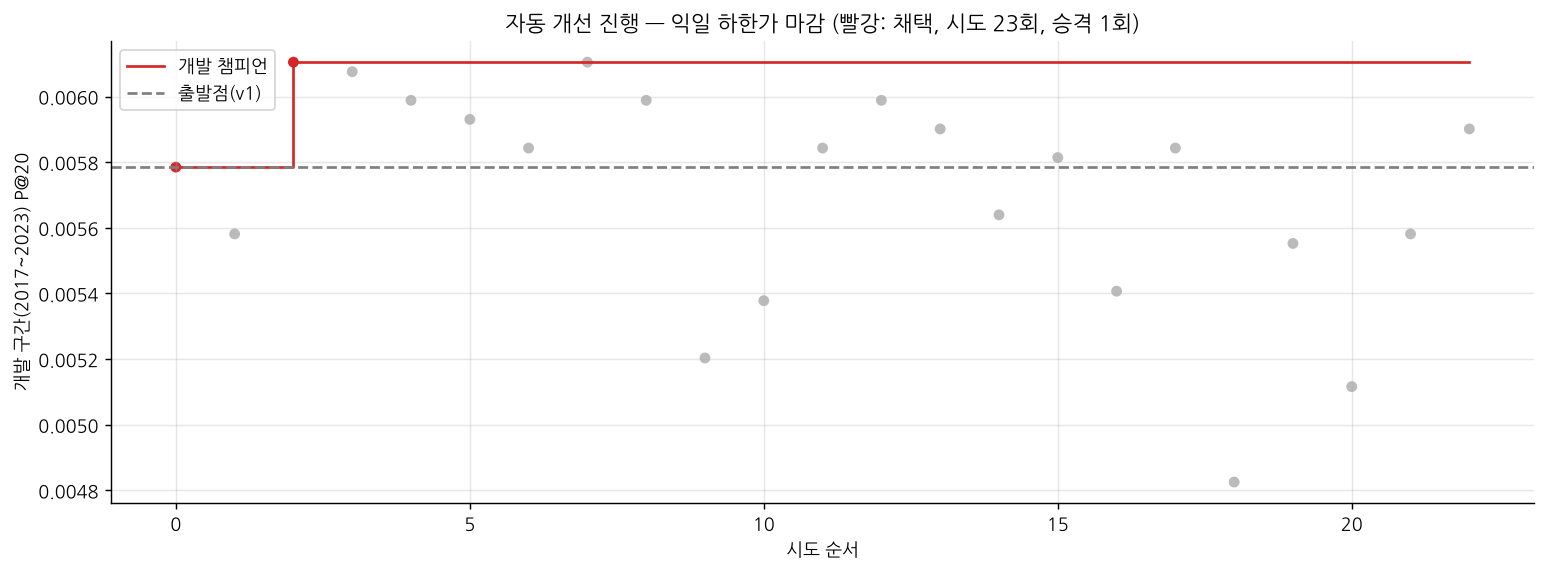 자동 개선 진행 — 익일 하한가 마감 (빨강: 채택, 시도 23회, 승격 1회)
개발 챔피언
출발점(v1)
개발 구간(2017~2023) P@20
0.0060
0.0058
0.0056
0.0054
0.0052
0.0050
0.0048
0 5 10 15 20
시도 순서